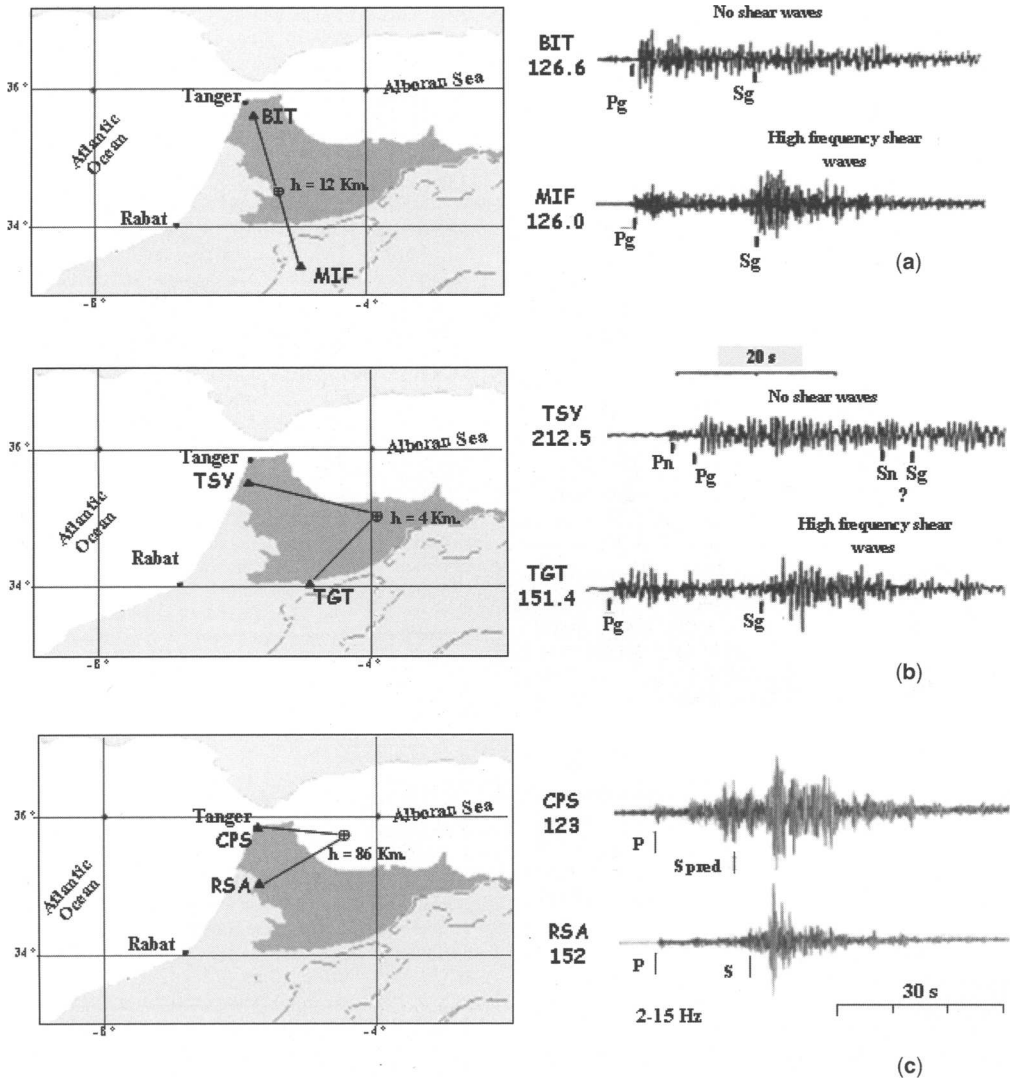 No shear waves
BIT
126.6
Pg
Sg
High frequency shear
waves
MIF
126.0
Pg
Sg
(a)
36°
34°
-6°
-4°
Tanger
BIT
Alboran Sea
Atlantic
Ocean
h = 12 Km.
Rabat
MIF
20 s
No shear waves
TSY
212.5
Pn
Pg
Sn
Sg
?
High frequency shear
waves
TGT
151.4
Pg
Sg
(b)
36°
34°
-6°
-4°
Tanger
TSY
Alboran Sea
Atlantic
Ocean
h = 4 Km.
Rabat
TGT
CPS
123
P
S pred
RSA
152
P
S
30 s
2-15 Hz
(c)
36°
34°
-6°
-4°
Tanger
CPS
Alboran Sea
Atlantic
Ocean
h = 86 Km.
RSA
Rabat